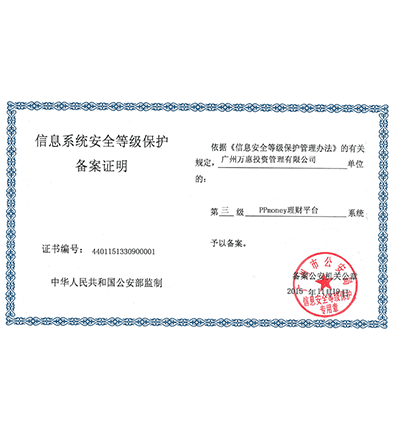 信息系统安全等级保护
备案证明
证书编号： 4401151330900001
中华人民共和国公安部监制
依据《信息安全等级保护管理办法》的有关
规定， 广州万惠投资管理有限公司 单位
的：
第 三 级 PPmoney理财平台 系统
予以备案。
备案公安机关公章
2015 年 11月19日
市公安局
信息安全等级保护
专用章